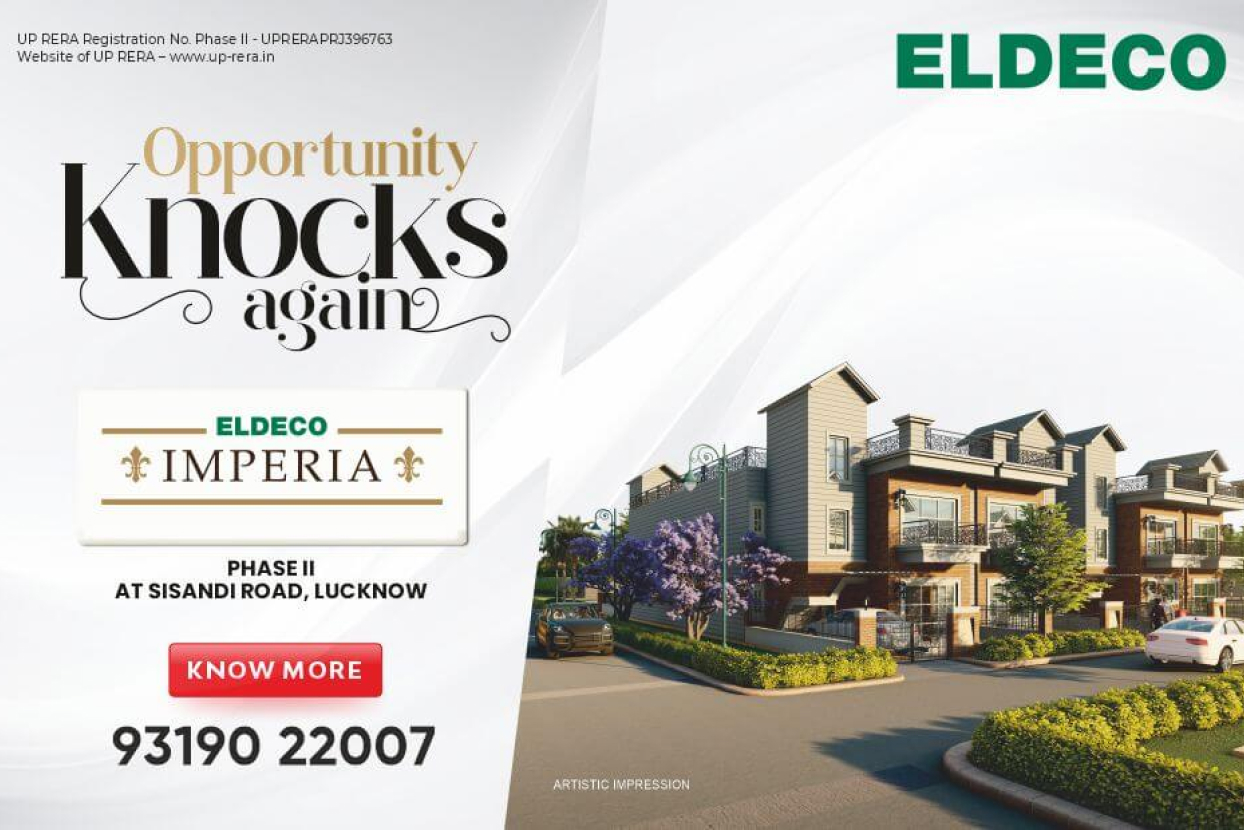 UP RERA Registration No. Phase II - UPRERAPRJ396763
Website of UP RERA – www.up-rera.in
ELDECO
Opportunity
Knocks
again
ELDECO
IMPERIA
PHASE II
AT SISANDI ROAD, LUCKNOW
KNOW MORE
93190 22007
ARTISTIC IMPRESSION